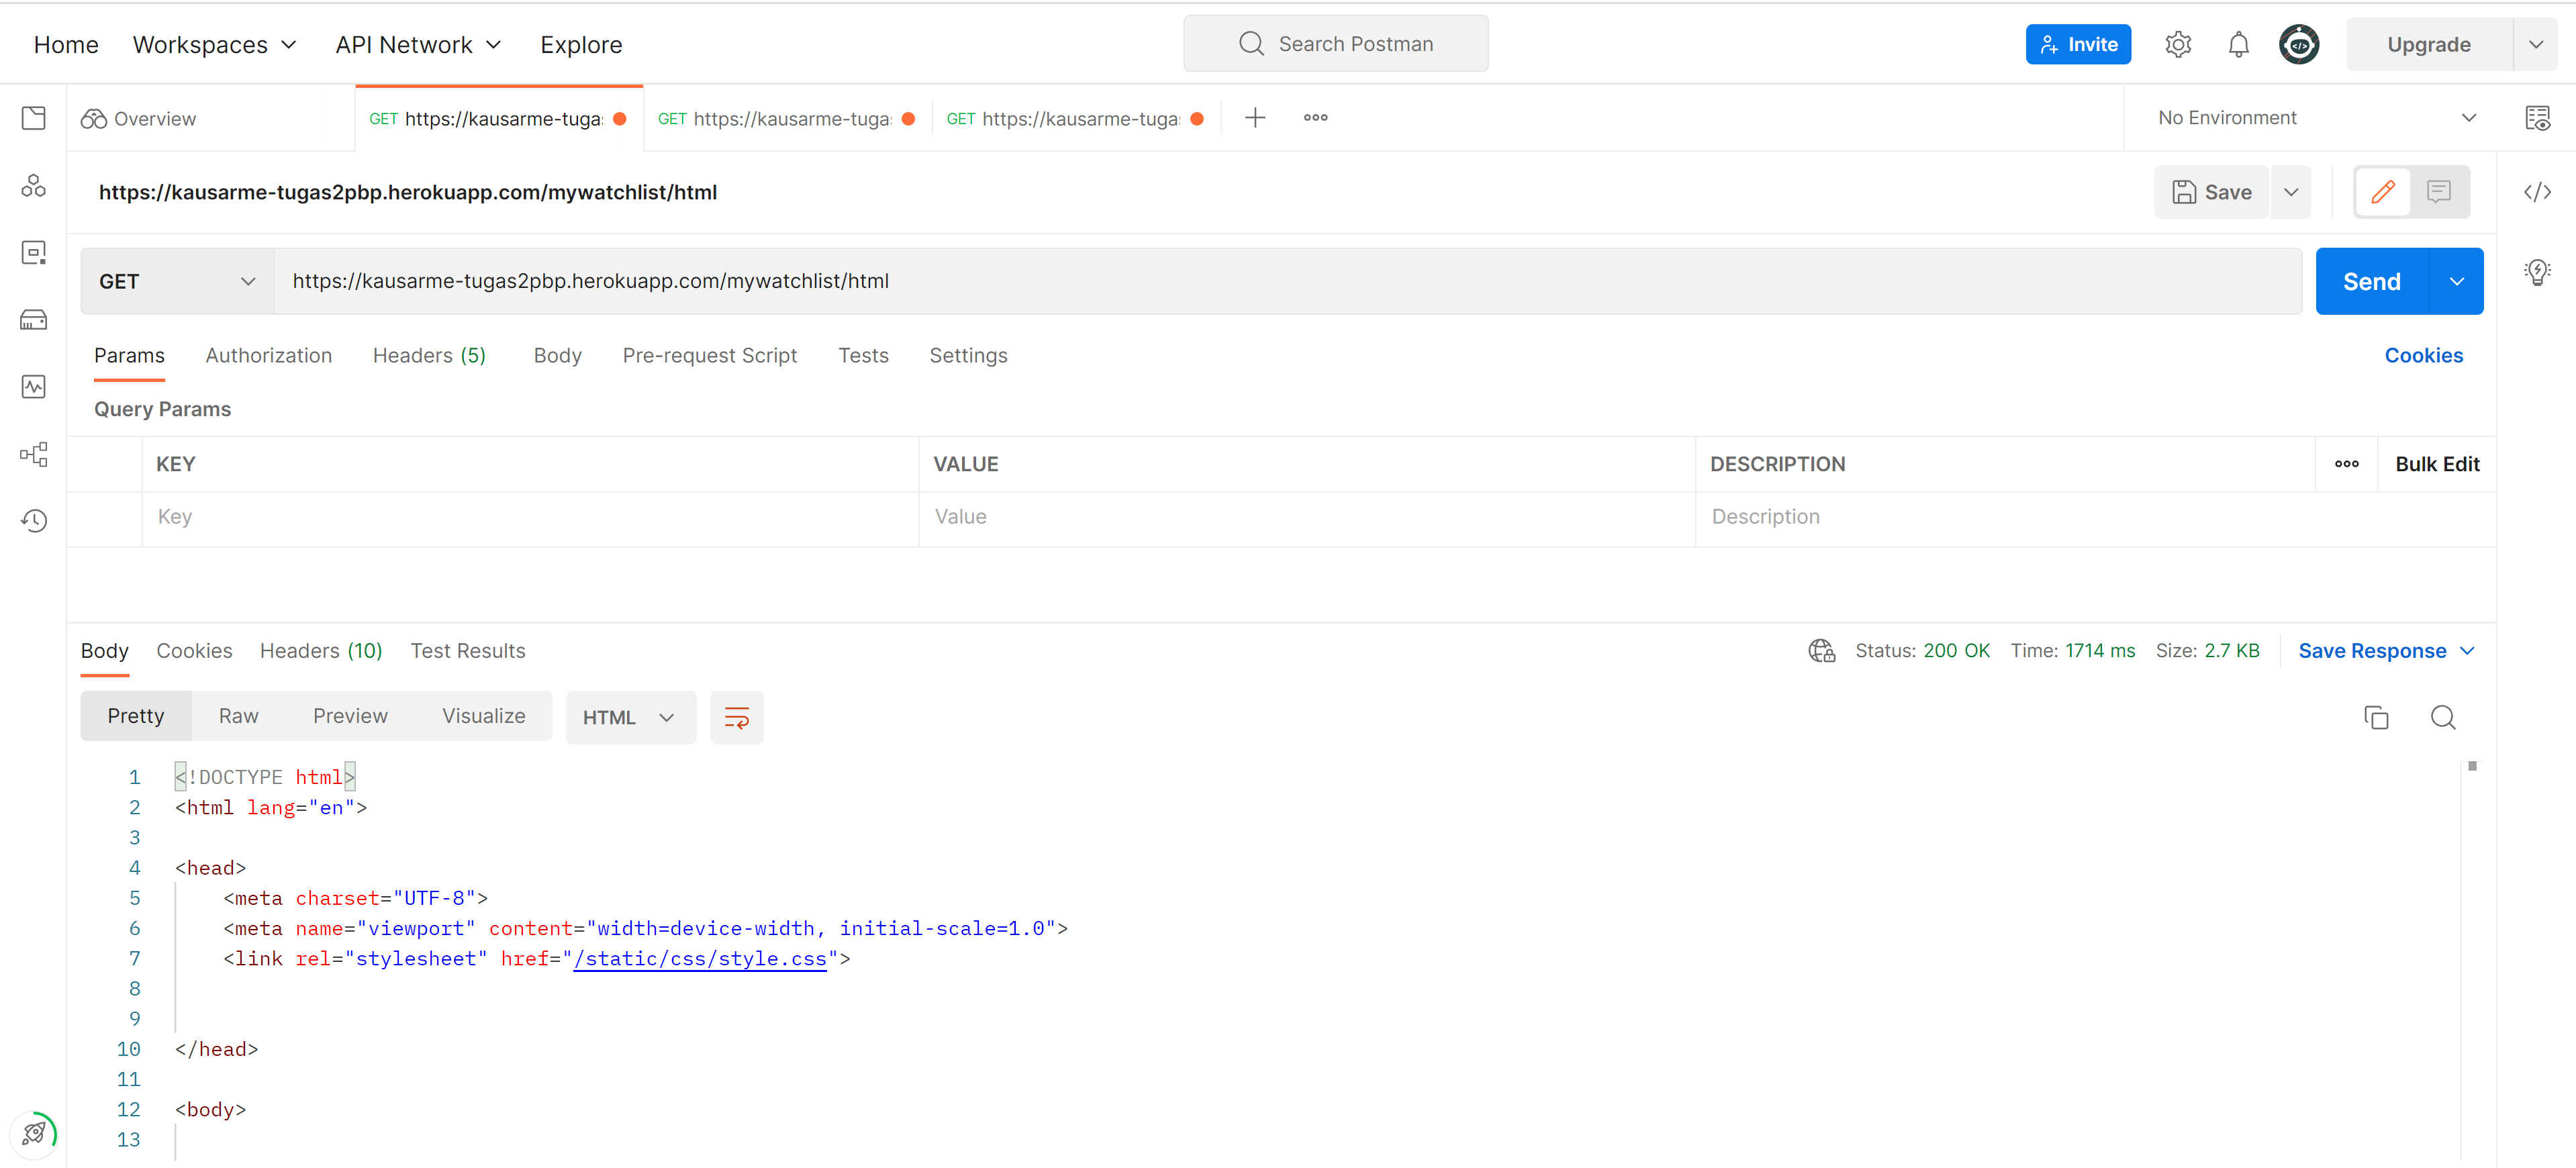 Home Workspaces API Network Explore Search Postman Invite Upgrade
Overview GET https://kausarme-tugas GET https://kausarme-tugas GET https://kausarme-tugas No Environment
https://kausarme-tugas2pbp.herokuapp.com/mywatchlist/html Save
GET https://kausarme-tugas2pbp.herokuapp.com/mywatchlist/html Send
Params Authorization Headers (5) Body Pre-request Script Tests Settings Cookies
Query Params
KEY VALUE DESCRIPTION Bulk Edit
Key Value Description
Body Cookies Headers (10) Test Results Status: 200 OK Time: 1714 ms Size: 2.7 KB Save Response
Pretty Raw Preview Visualize HTML
1 <!DOCTYPE html>
2 <html lang="en">
3
4 <head>
5 <meta charset="UTF-8">
6 <meta name="viewport" content="width=device-width, initial-scale=1.0">
7 <link rel="stylesheet" href="/static/css/style.css">
8
9
10 </head>
11
12 <body>
13